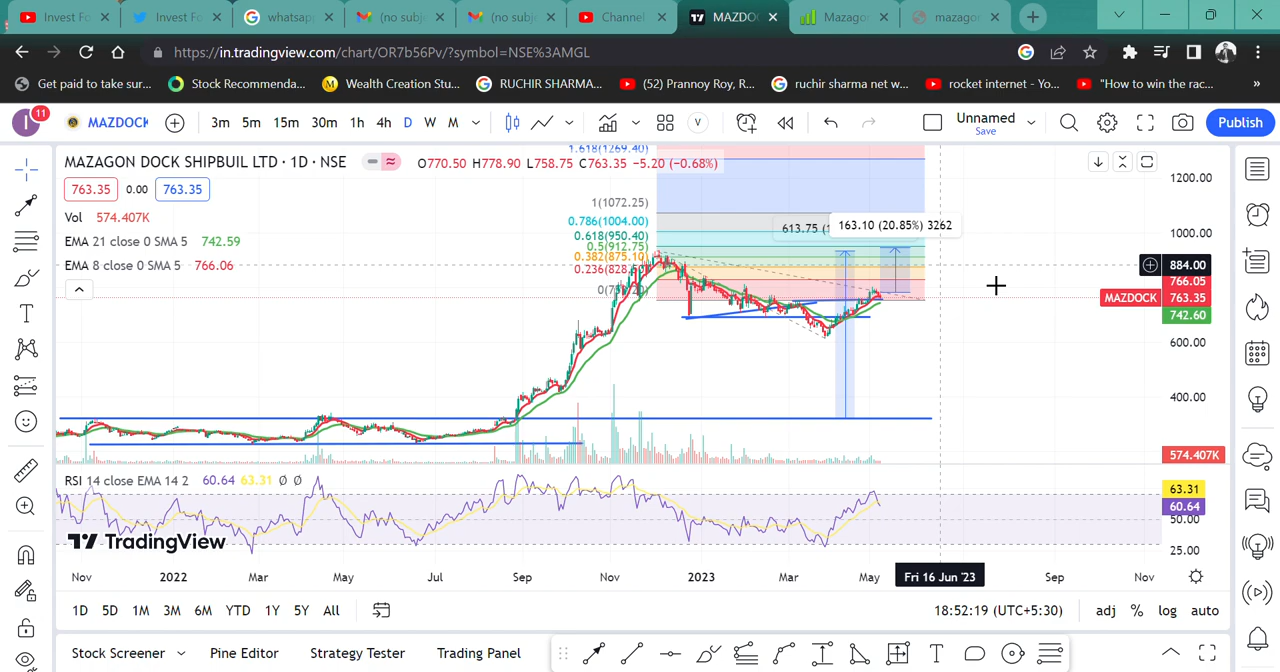 Invest Fo
Invest Fo
whatsap
(no subj
(no subj
Channel
MAZDO
Mazagon
mazagon
https://in.tradingview.com/chart/OR7b56Pv/?symbol=NSE%3AMGL
Get paid to take sur...
Stock Recommenda...
Wealth Creation Stu...
RUCHIR SHARMA...
(52) Prannoy Roy, R...
ruchir sharma net w...
rocket internet - Yo...
"How to win the rac...
»
I 11 MAZDOCK 3m 5m 15m 30m 1h 4h D W M V Unnamed Save Publish
MAZAGON DOCK SHIPBUIL LTD · 1D · NSE O770.50 H778.90 L758.75 C763.35 −5.20 (−0.68%)
763.35 0.00 763.35
Vol 574.407K
EMA 21 close 0 SMA 5 742.59
EMA 8 close 0 SMA 5 766.06
1.618(1269.40)
1(1072.25)
0.786(1004.00)
0.618(950.40)
0.5(912.75)
0.382(875.10)
163.10 (20.85%) 3262
1200.00
1000.00
884.00
766.05
MAZDOCK 763.35
742.60
600.00
400.00
574.407K
RSI 14 close EMA 14 2 60.64 63.31 Ø Ø
63.31
60.64
50.00
25.00
TradingView
Nov 2022 Mar May Jul Sep Nov 2023 Mar May Fri 16 Jun '23 Sep Nov
1D 5D 1M 3M 6M YTD 1Y 5Y All 18:52:19 (UTC+5:30) adj % log auto
Stock Screener Pine Editor Strategy Tester Trading Panel T